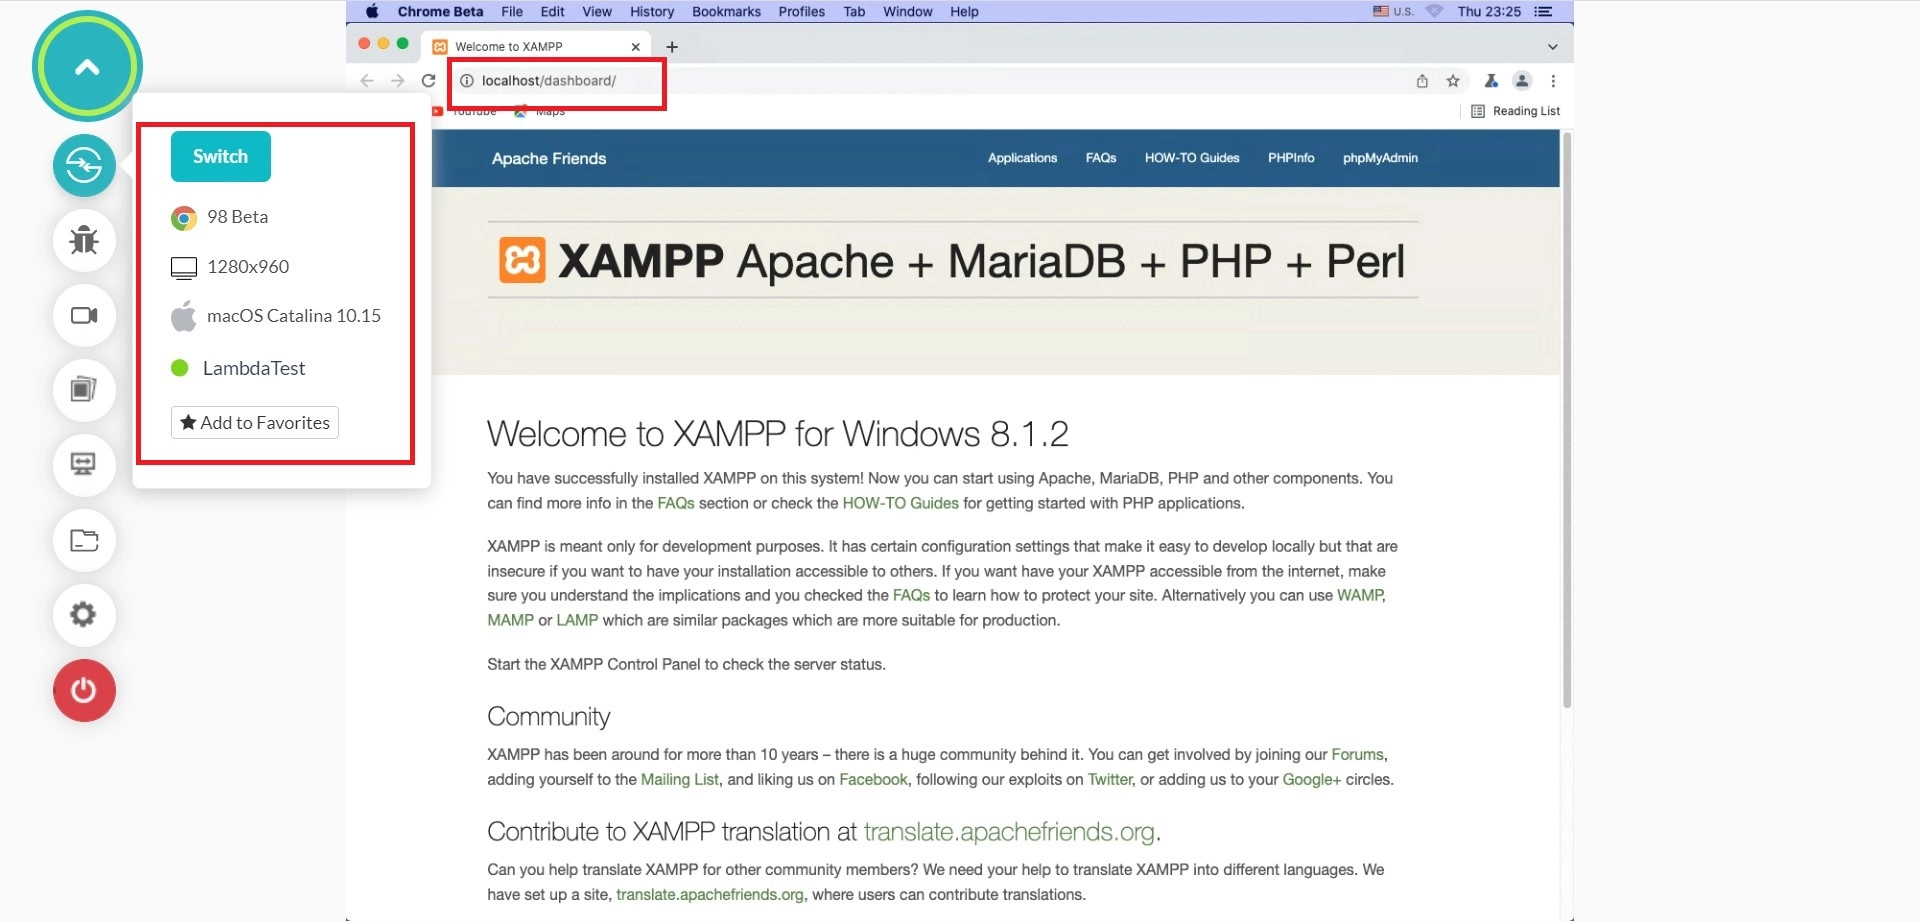 Chrome Beta File Edit View History Bookmarks Profiles Tab Window Help U.S. Thu 23:25
Welcome to XAMPP
localhost/dashboard/
YouTube Maps Reading List
Switch
98 Beta
1280x960
macOS Catalina 10.15
LambdaTest
Add to Favorites
Apache Friends Applications FAQs HOW-TO Guides PHPInfo phpMyAdmin
XAMPP Apache + MariaDB + PHP + Perl
Welcome to XAMPP for Windows 8.1.2
You have successfully installed XAMPP on this system! Now you can start using Apache, MariaDB, PHP and other components. You
can find more info in the FAQs section or check the HOW-TO Guides for getting started with PHP applications.
XAMPP is meant only for development purposes. It has certain configuration settings that make it easy to develop locally but that are
insecure if you want to have your installation accessible to others. If you want have your XAMPP accessible from the internet, make
sure you understand the implications and you checked the FAQs to learn how to protect your site. Alternatively you can use WAMP,
MAMP or LAMP which are similar packages which are more suitable for production.
Start the XAMPP Control Panel to check the server status.
Community
XAMPP has been around for more than 10 years – there is a huge community behind it. You can get involved by joining our Forums,
adding yourself to the Mailing List, and liking us on Facebook, following our exploits on Twitter, or adding us to your Google+ circles.
Contribute to XAMPP translation at translate.apachefriends.org.
Can you help translate XAMPP for other community members? We need your help to translate XAMPP into different languages. We
have set up a site, translate.apachefriends.org, where users can contribute translations.